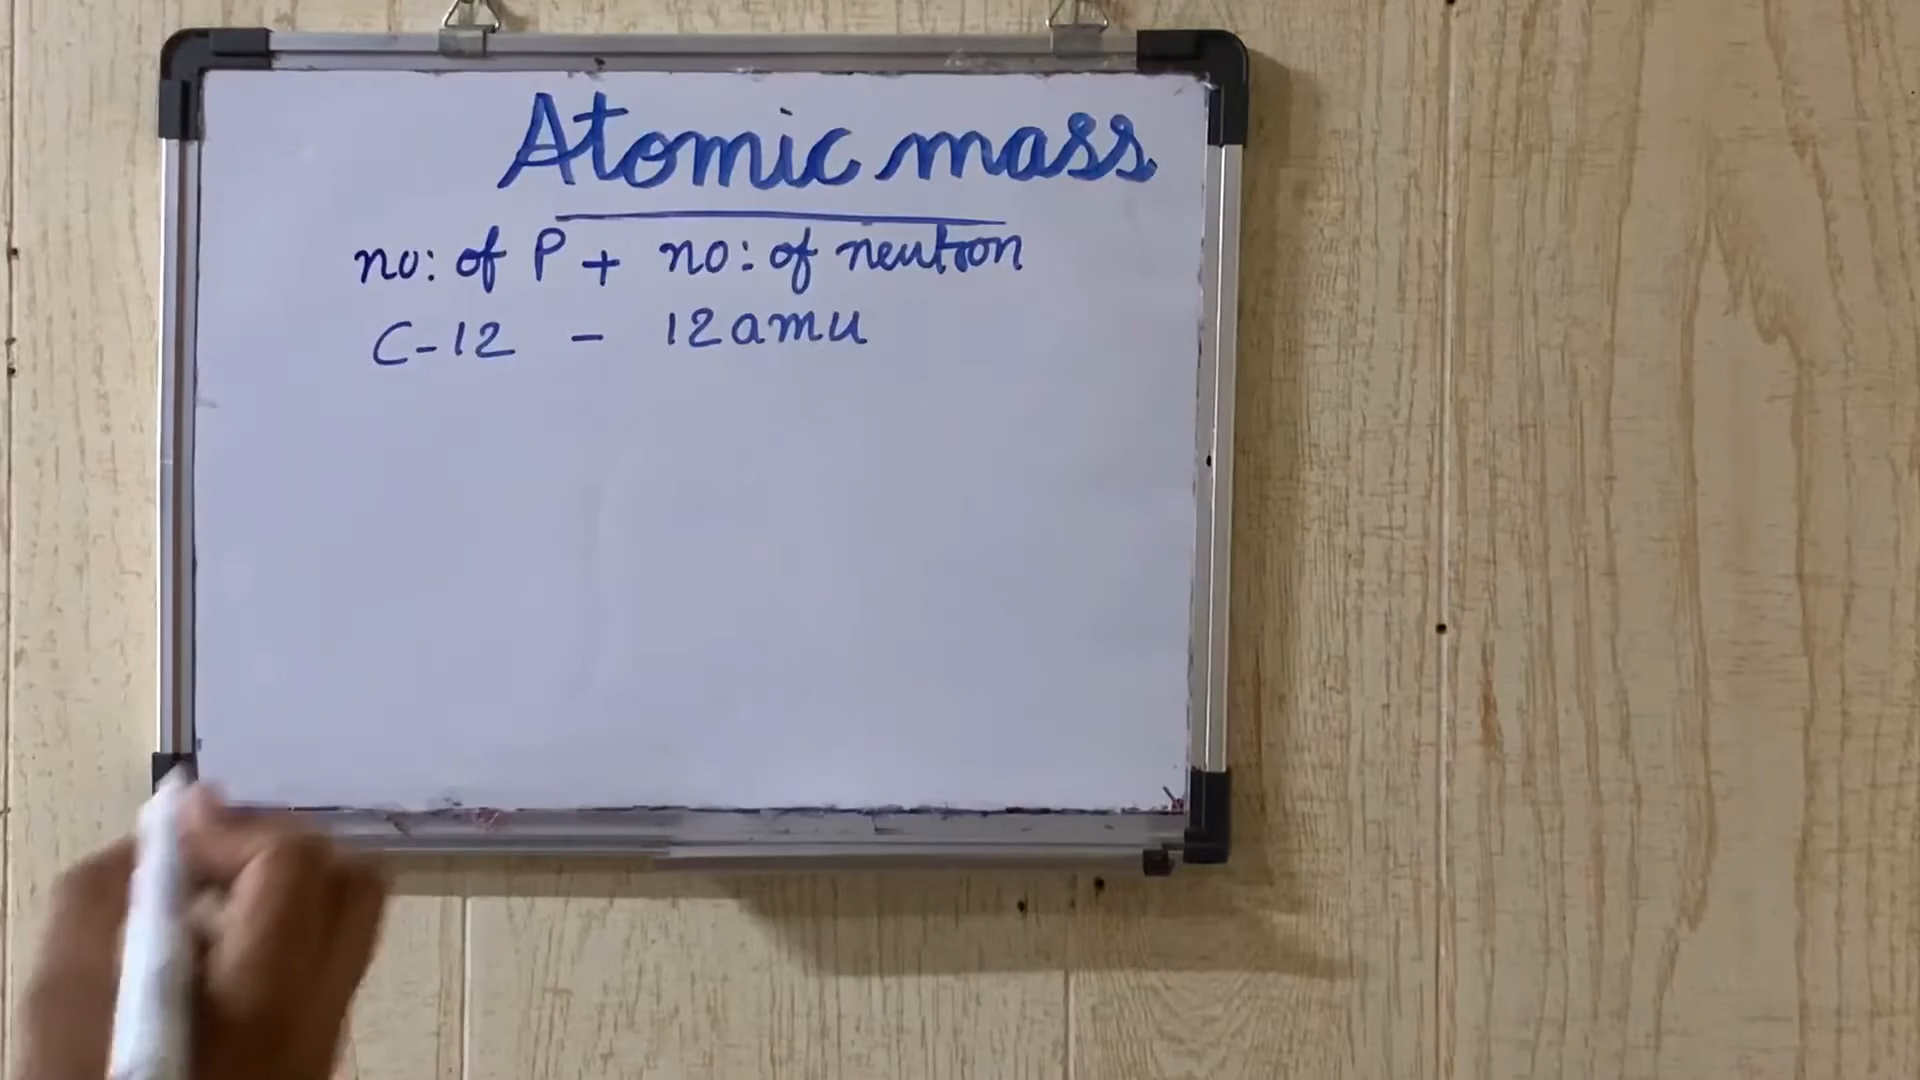 Atomic mass
no: of P + no: of neutron
C-12 - 12amu